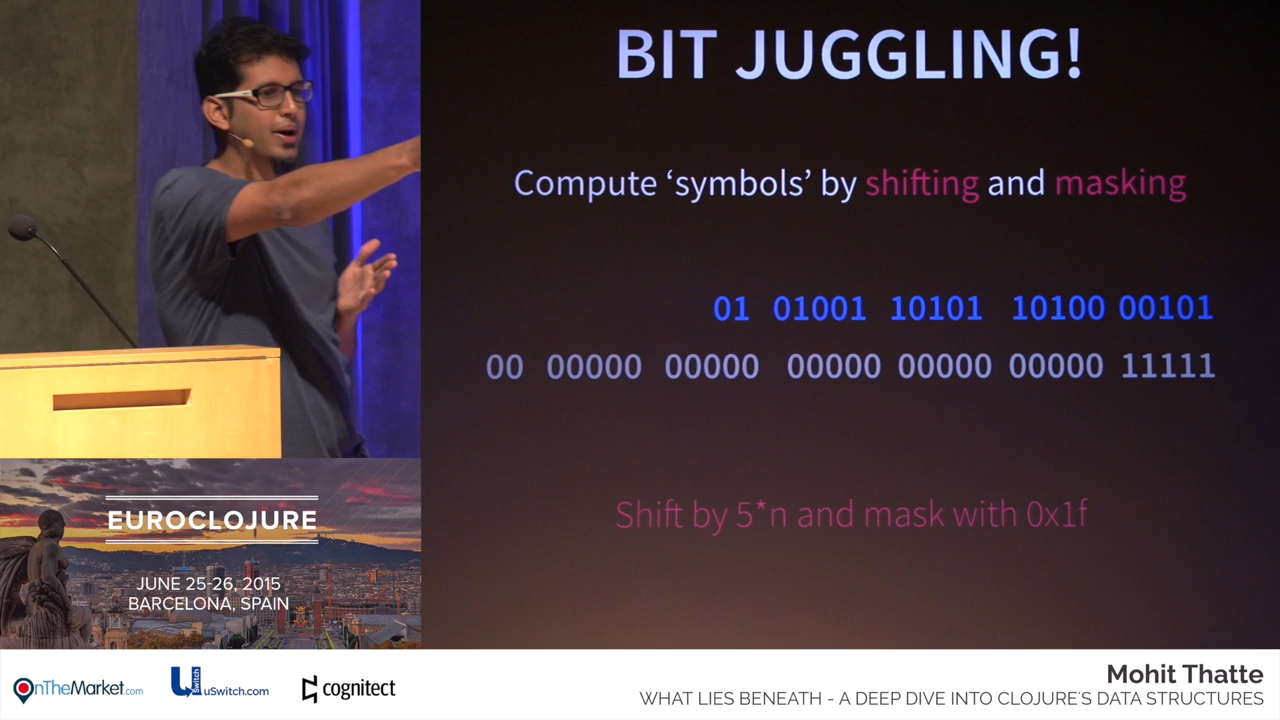 BIT JUGGLING!
Compute ‘symbols’ by shifting and masking
01 01001 10101 10100 00101
00 00000 00000 00000 00000 00000 11111
Shift by 5*n and mask with 0x1f
EUROCLOJURE
JUNE 25-26, 2015
BARCELONA, SPAIN
OnTheMarket.com
U Switch uSwitch.com
cognitect
Mohit Thatte
WHAT LIES BENEATH - A DEEP DIVE INTO CLOJURE'S DATA STRUCTURES